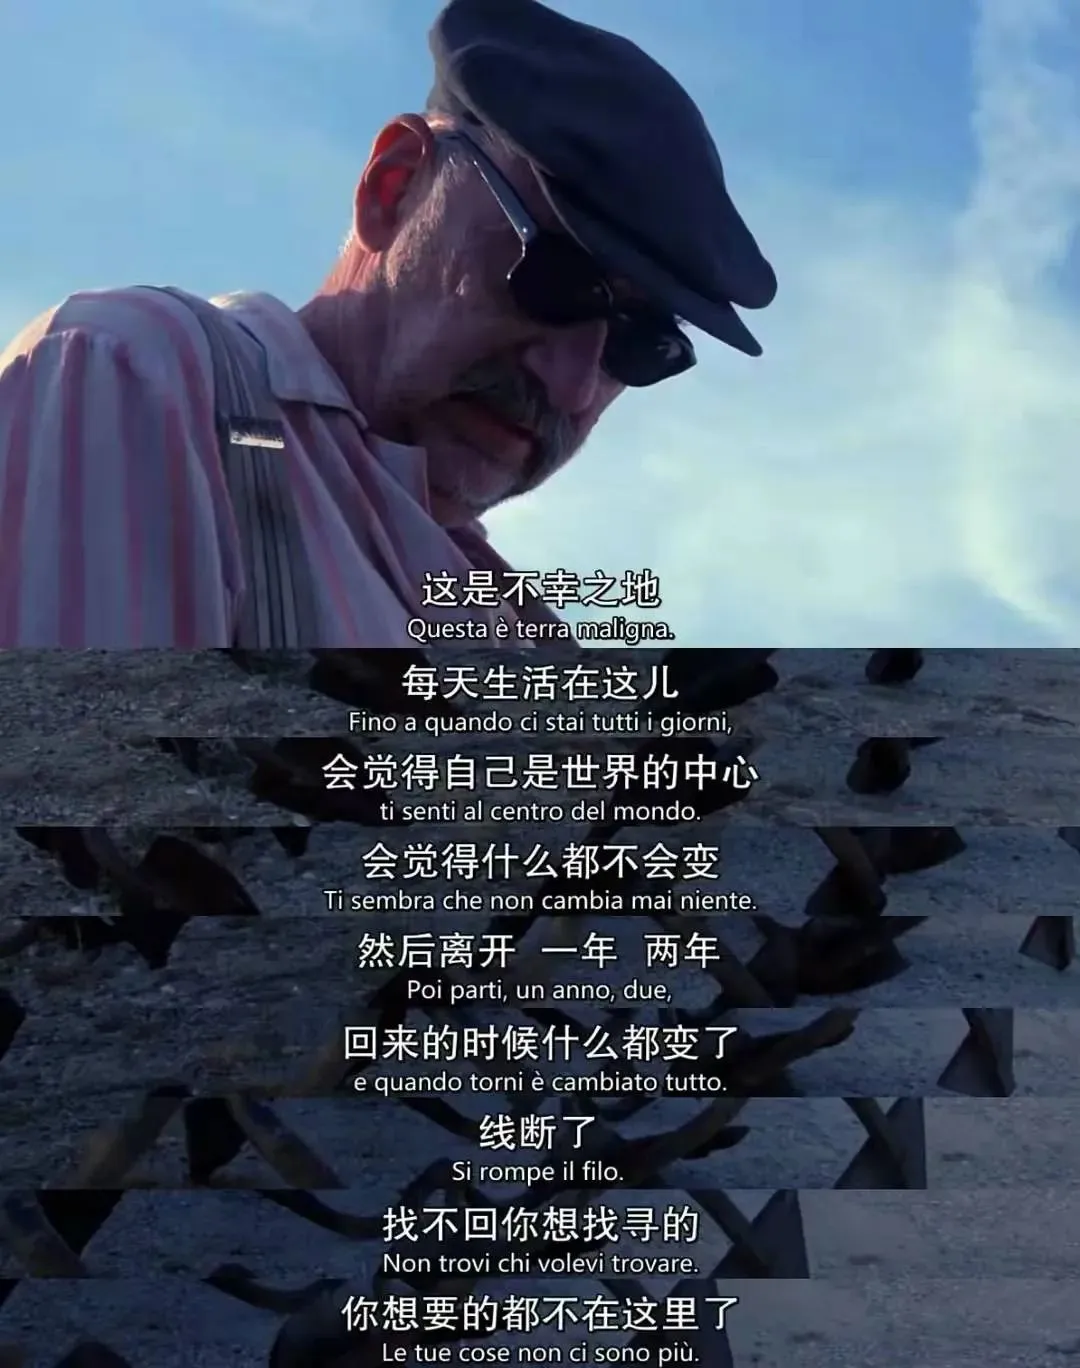 这是不幸之地
Questa è terra maligna.
每天生活在这儿
Fino a quando ci stai tutti i giorni,
会觉得自己是世界的中心
ti senti al centro del mondo.
会觉得什么都不会变
Ti sembra che non cambia mai niente.
然后离开 一年 两年
Poi parti, un anno, due,
回来的时候什么都变了
e quando torni è cambiato tutto.
线断了
Si rompe il filo.
找不回你想找寻的
Non trovi chi volevi trovare.
你想要的都不在这里了
Le tue cose non ci sono più.